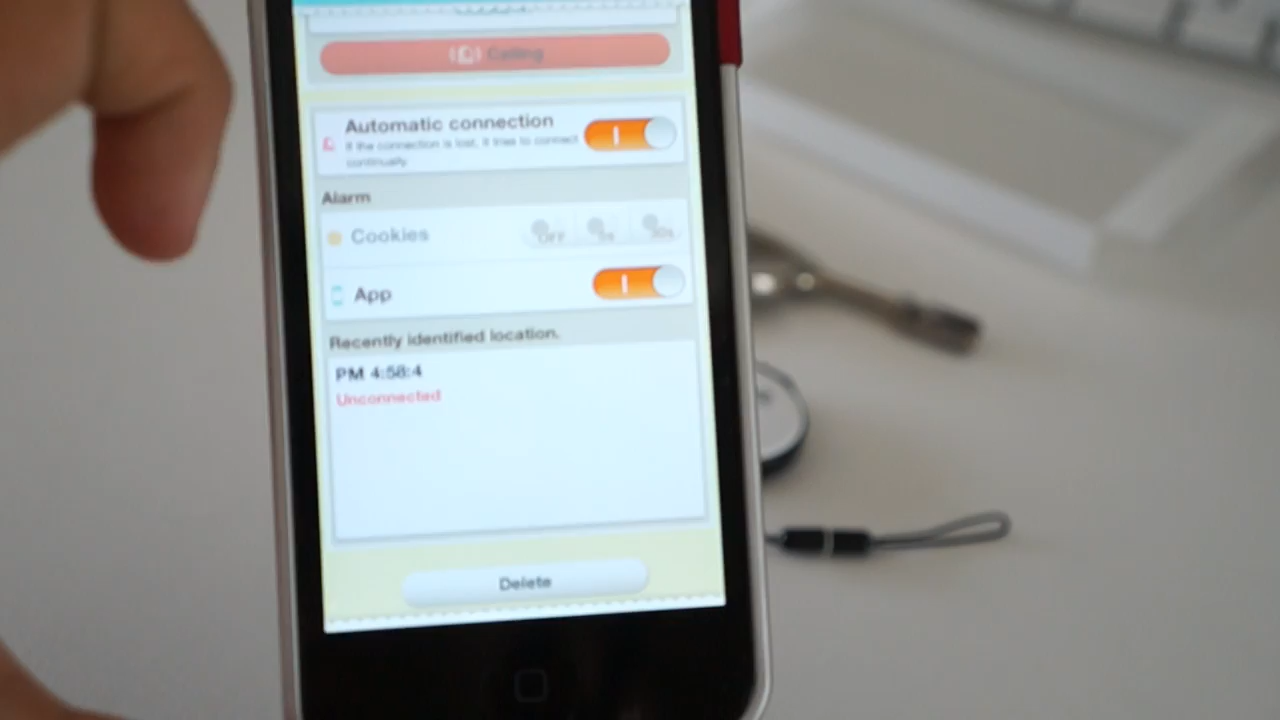 Calling
Automatic connection
If the connection is lost, it tries to connect
continually.
Alarm
Cookies
OFF
App
Recently identified location.
PM 4:58:4
Unconnected
Delete